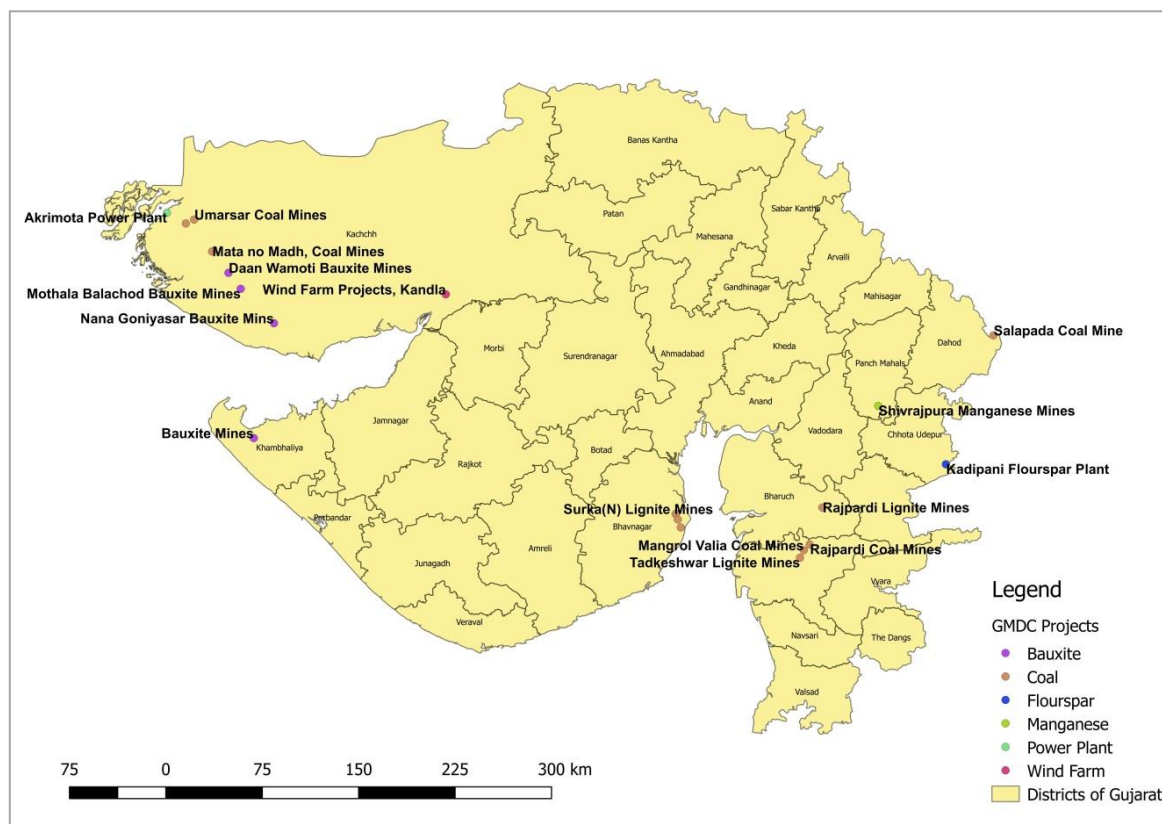 Banas Kantha
Patan
Sabar Kantha
Mahesana
Akrimota Power Plant
Umarsar Coal Mines
Kachchh
Mata no Madh, Coal Mines
Arvalli
Daan Wamoti Bauxite Mines
Mothala Balachod Bauxite Mines
Wind Farm Projects, Kandla
Gandhinagar
Mahisagar
Nana Goniyasar Bauxite Mins
Salapada Coal Mine
Morbi
Surendranagar
Ahmadabad
Kheda
Dahod
Panch Mahals
Anand
Shivrajpura Manganese Mines
Jamnagar
Bauxite Mines
Khambhaliya
Vadodara
Chhota Udepur
Botad
Rajkot
Kadipani Flourspar Plant
Bharuch
Surka(N) Lignite Mines
Rajpardi Lignite Mines
Porbandar
Bhavnagar
Mangrol Valia Coal Mines
Rajpardi Coal Mines
Amreli
Junagadh
Tadkeshwar Lignite Mines
Vyara
Veraval
Navsari
The Dangs
Valsad
Legend
GMDC Projects
Bauxite
Coal
Flourspar
Manganese
Power Plant
Wind Farm
Districts of Gujarat
75 0 75 150 225 300 km